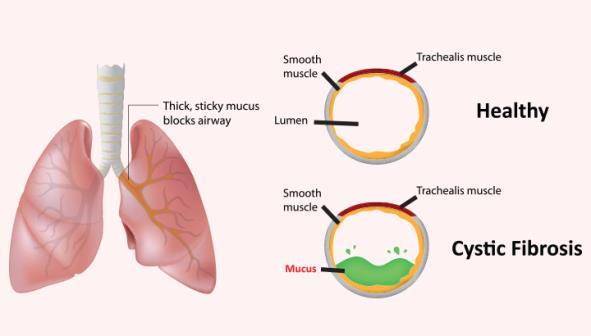 Thick, sticky mucus
blocks airway
Smooth
muscle
Trachealis muscle
Lumen
Healthy
Smooth
muscle
Trachealis muscle
Mucus
Cystic Fibrosis